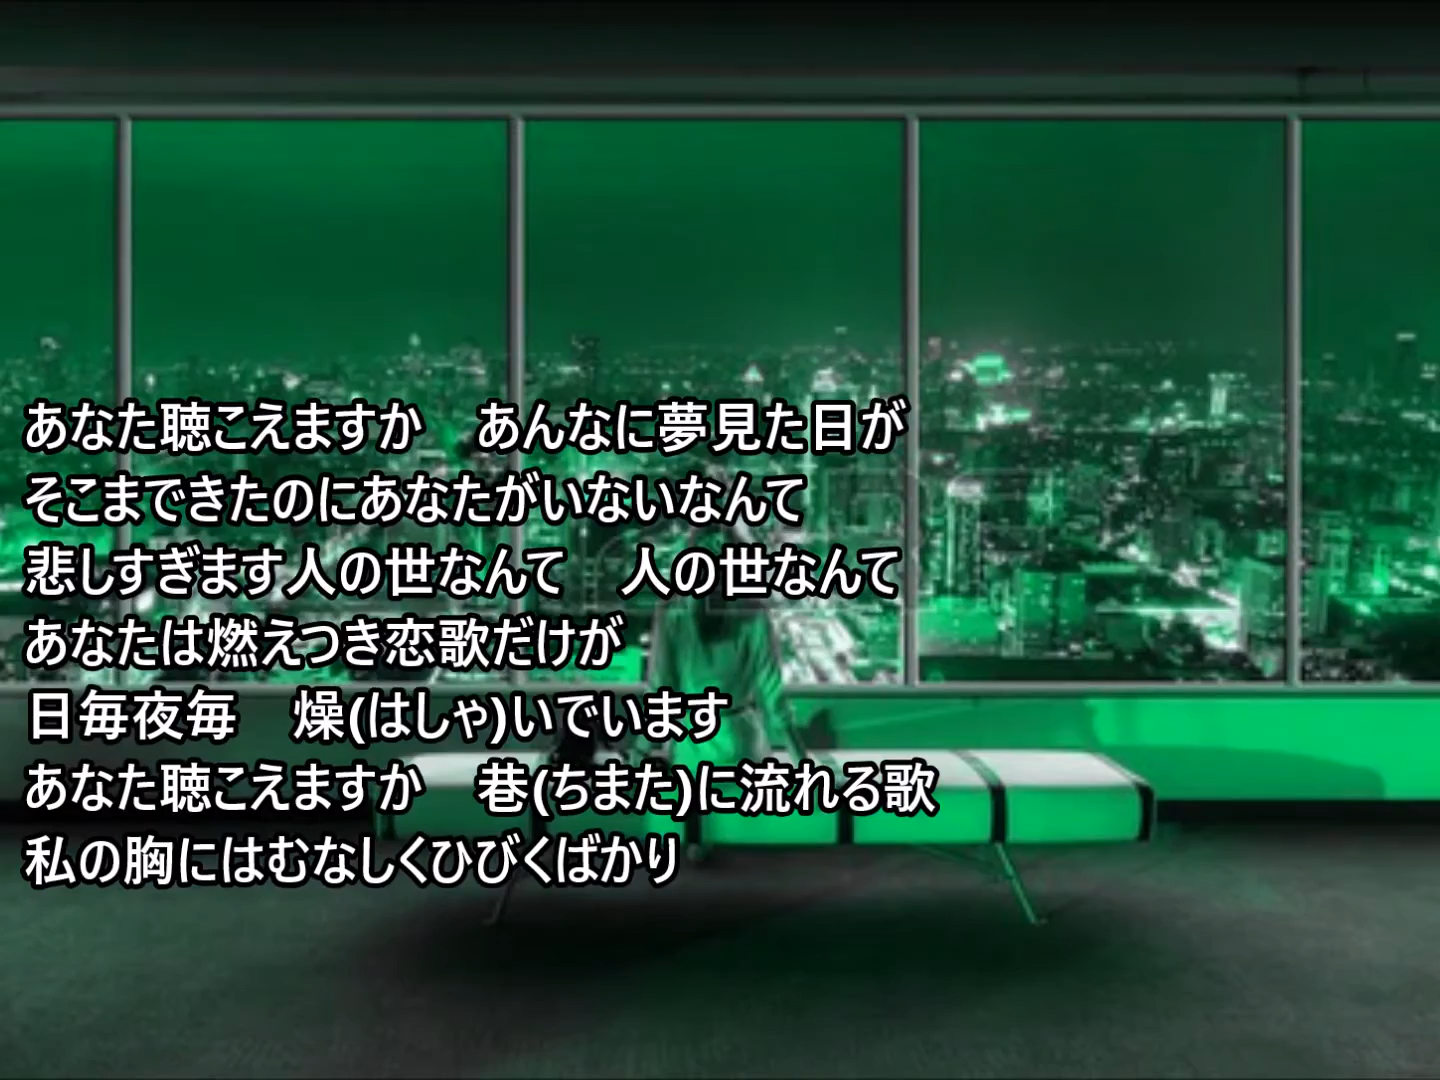 あなた聴こえますか　あんなに夢見た日が
そこまできたのにあなたがいないなんて
悲しすぎます人の世なんて　人の世なんて
あなたは燃えつき恋歌だけが
日毎夜毎　燥(はしゃ)いでいます
あなた聴こえますか　巷(ちまた)に流れる歌
私の胸にはむなしくひびくばかり